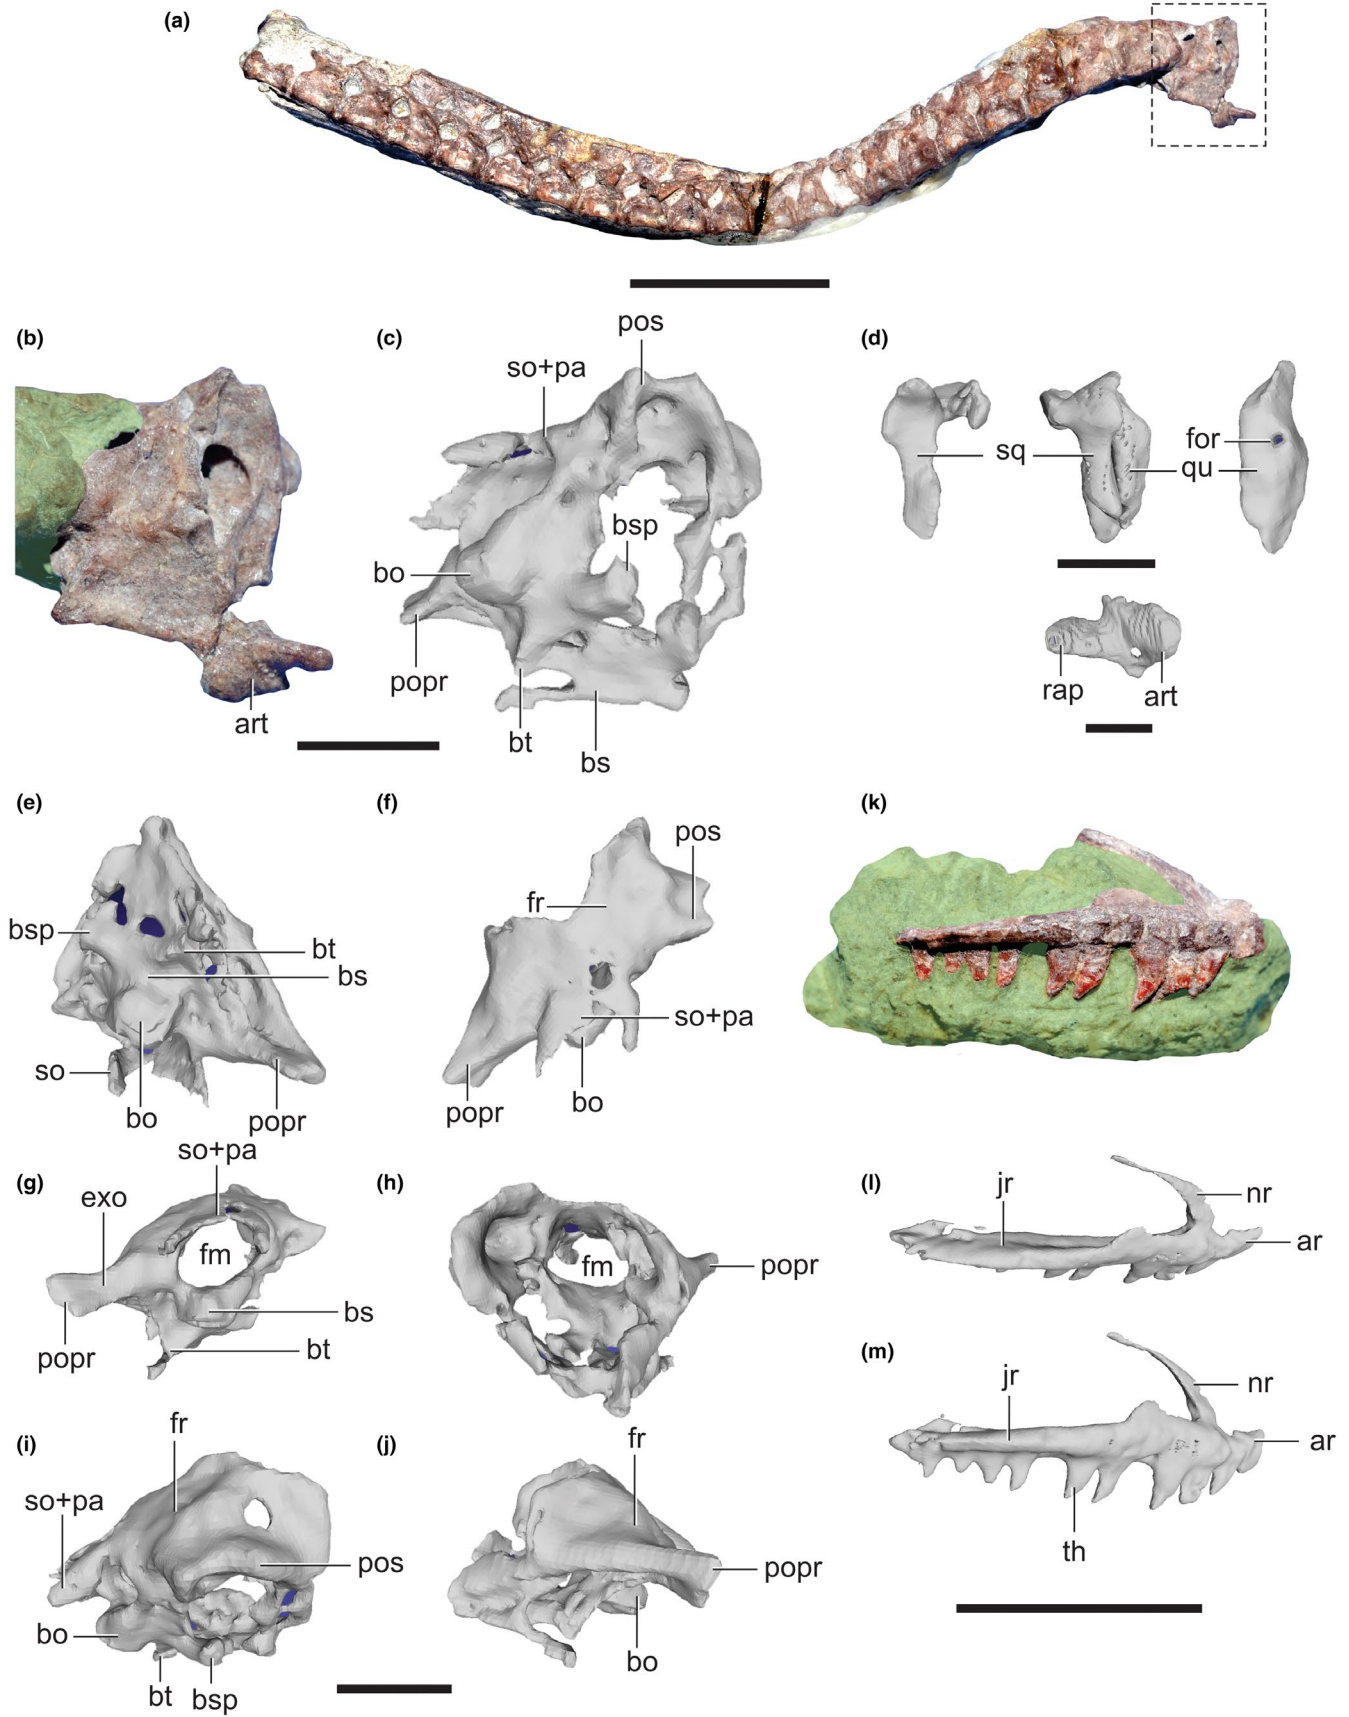 (a)
(b)
art
(c)
pos
so+pa
bsp
bo
popr
bt
bs
(d)
sq
for
qu
rap
art
(e)
bsp
bt
bs
so
bo
popr
(f)
pos
fr
so+pa
popr
bo
(g)
so+pa
exo
fm
bs
popr
bt
(h)
fm
popr
(i)
fr
so+pa
pos
bo
bt
bsp
(j)
fr
popr
bo
(k)
(l)
jr
nr
ar
(m)
jr
nr
ar
th